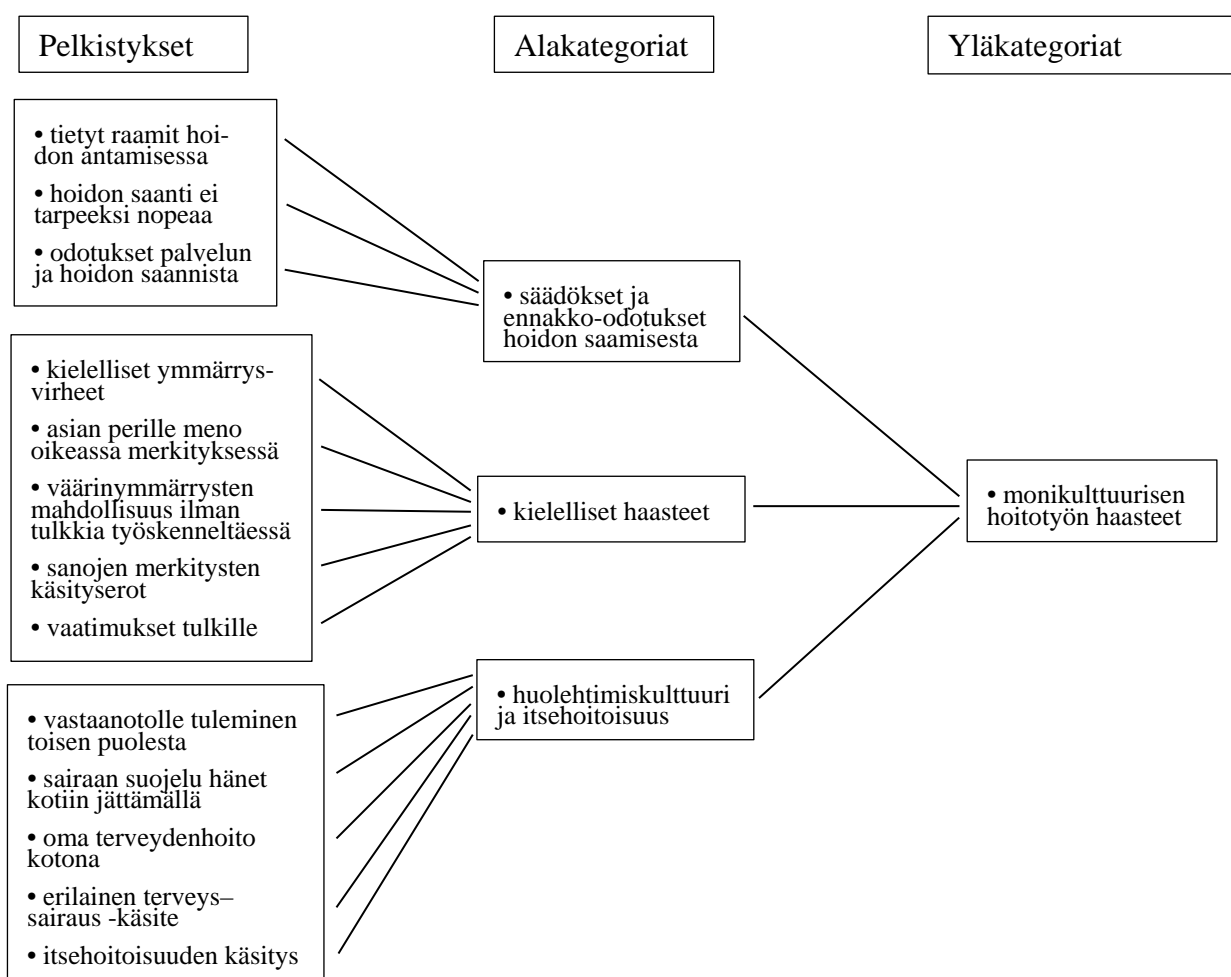 Pelkistykset
Alakategoriat
Yläkategoriat
• tietyt raamit hoi-
don antamisessa
• hoidon saanti ei
tarpeeksi nopeaa
• odotukset palvelun
ja hoidon saannista
• säädökset ja
ennakko-odotukset
hoidon saamisesta
• kielelliset ymmärrys-
virheet
• asian perille meno
oikeassa merkityksessä
• väärinymmärrysten
mahdollisuus ilman
tulkkia työskenneltäessä
• sanojen merkitysten
käsityserot
• vaatimukset tulkille
• kielelliset haasteet
• monikulttuurisen
hoitotyön haasteet
• vastaanotolle tuleminen
toisen puolesta
• sairaan suojelu hänet
kotiin jättämällä
• oma terveydenhoito
kotona
• erilainen terveys–
sairaus -käsite
• itsehoitoisuuden käsitys
• huolehtimiskulttuuri
ja itsehoitoisuus